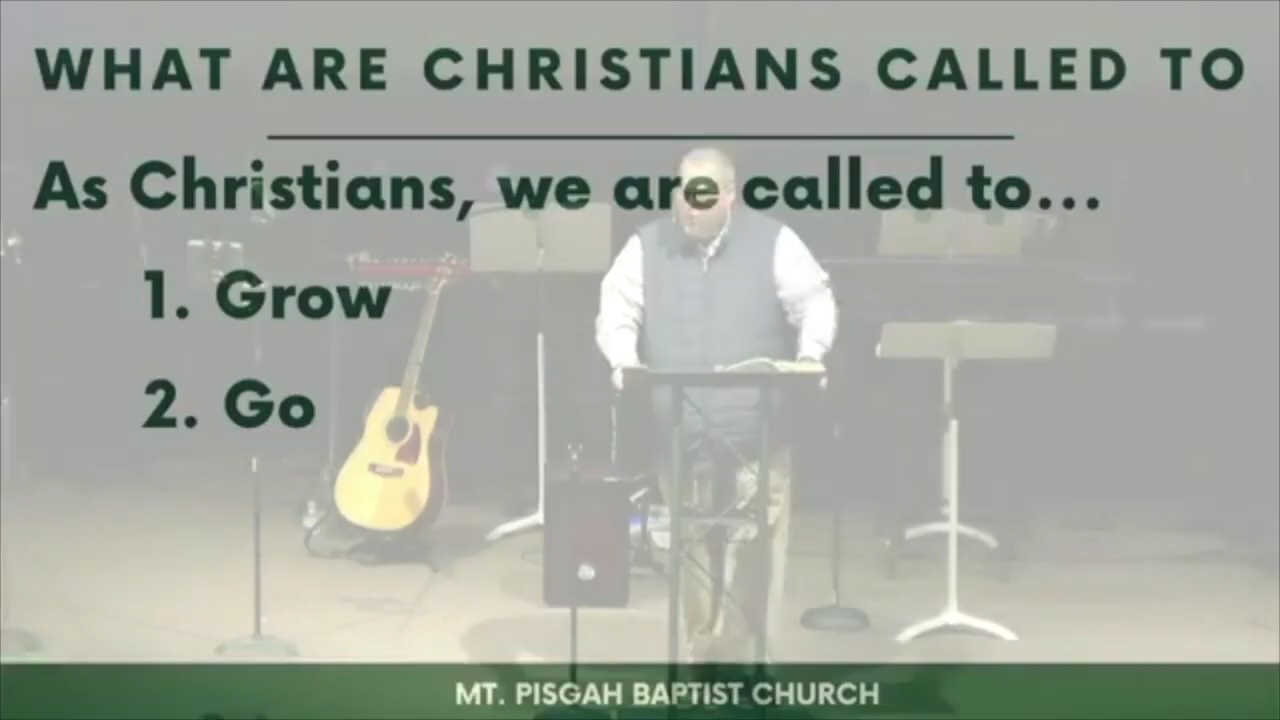 WHAT ARE CHRISTIANS CALLED TO
As Christians, we are called to...
1. Grow
2. Go
MT. PISGAH BAPTIST CHURCH